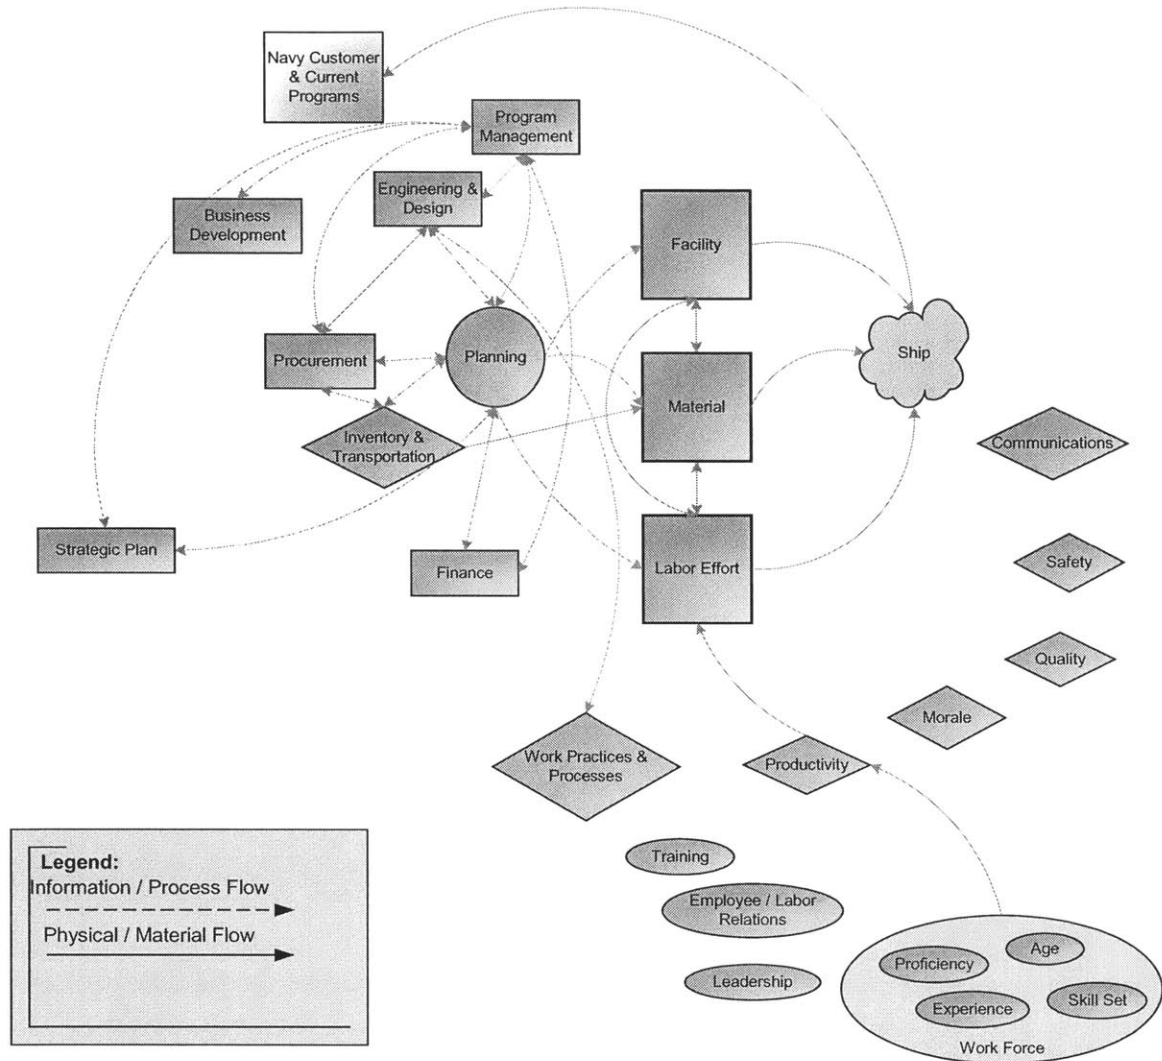 Navy Customer
& Current
Programs
Program
Management
Engineering &
Design
Business
Development
Facility
Procurement
Planning
Ship
Material
Inventory &
Transportation
Communications
Strategic Plan
Finance
Labor Effort
Safety
Quality
Morale
Work Practices &
Processes
Productivity
Training
Employee / Labor
Relations
Leadership
Proficiency
Age
Experience
Skill Set
Work Force
Legend:
Information / Process Flow
Physical / Material Flow